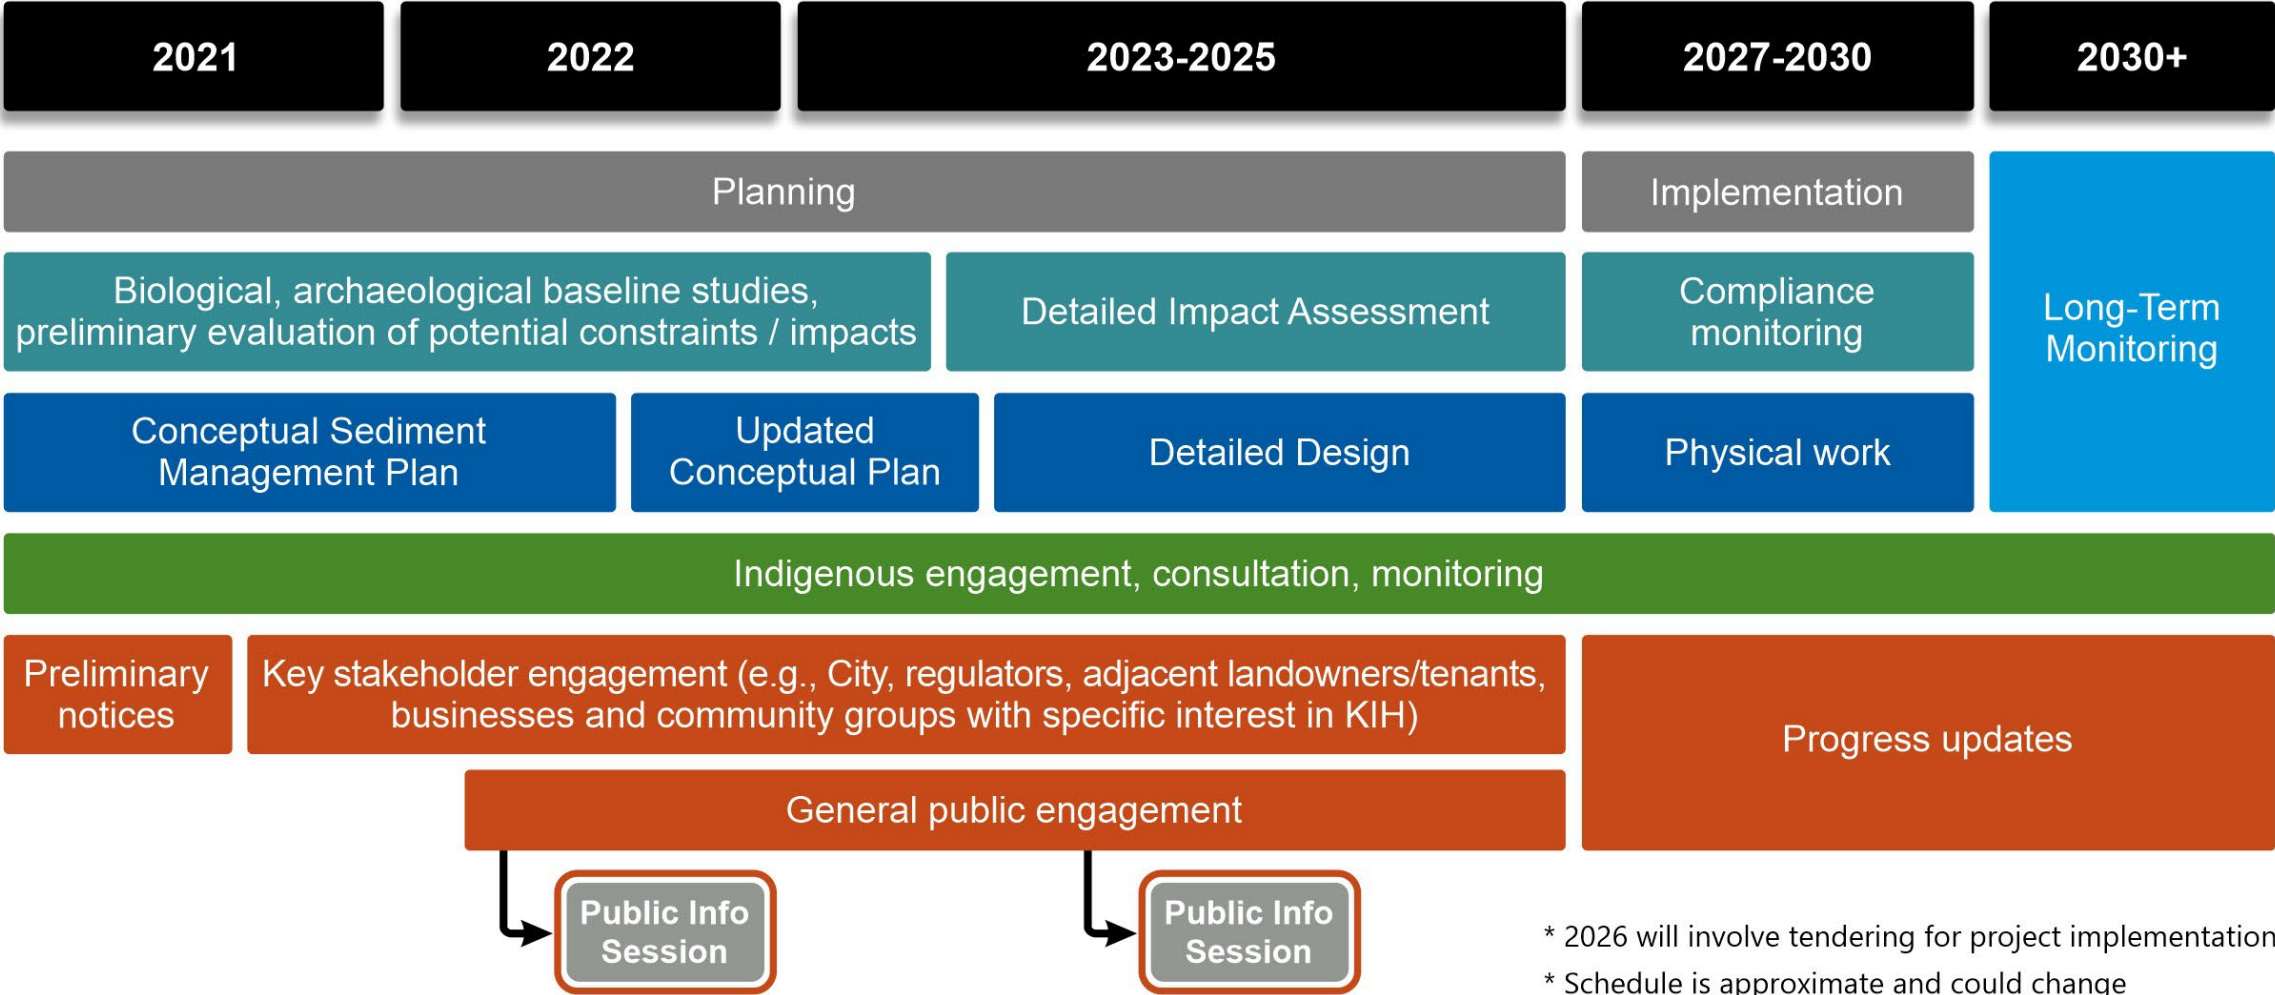 2021
2022
2023-2025
2027-2030
2030+
Planning
Implementation
Biological, archaeological baseline studies,
preliminary evaluation of potential constraints / impacts
Detailed Impact Assessment
Compliance
monitoring
Long-Term
Monitoring
Conceptual Sediment
Management Plan
Updated
Conceptual Plan
Detailed Design
Physical work
Indigenous engagement, consultation, monitoring
Preliminary
notices
Key stakeholder engagement (e.g., City, regulators, adjacent landowners/tenants,
businesses and community groups with specific interest in KIH)
Progress updates
General public engagement
Public Info
Session
Public Info
Session
* 2026 will involve tendering for project implementation
* Schedule is approximate and could change